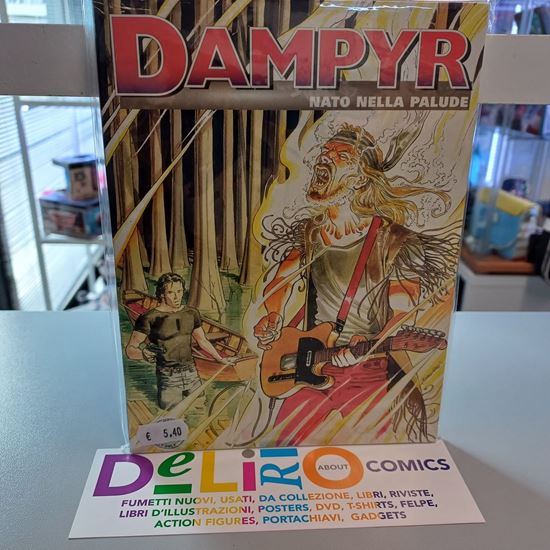 DAMPYR
NATO NELLA PALUDE
€ 5,40
DeLiRIO ABOUT COMICS
FUMETTI NUOVI, USATI, DA COLLEZIONE, LIBRI, RIVISTE,
LIBRI D'ILLUSTRAZIONI, POSTERS, DVD, T-SHIRTS, FELPE,
ACTION FIGURES, PORTACHIAVI, GADGETS